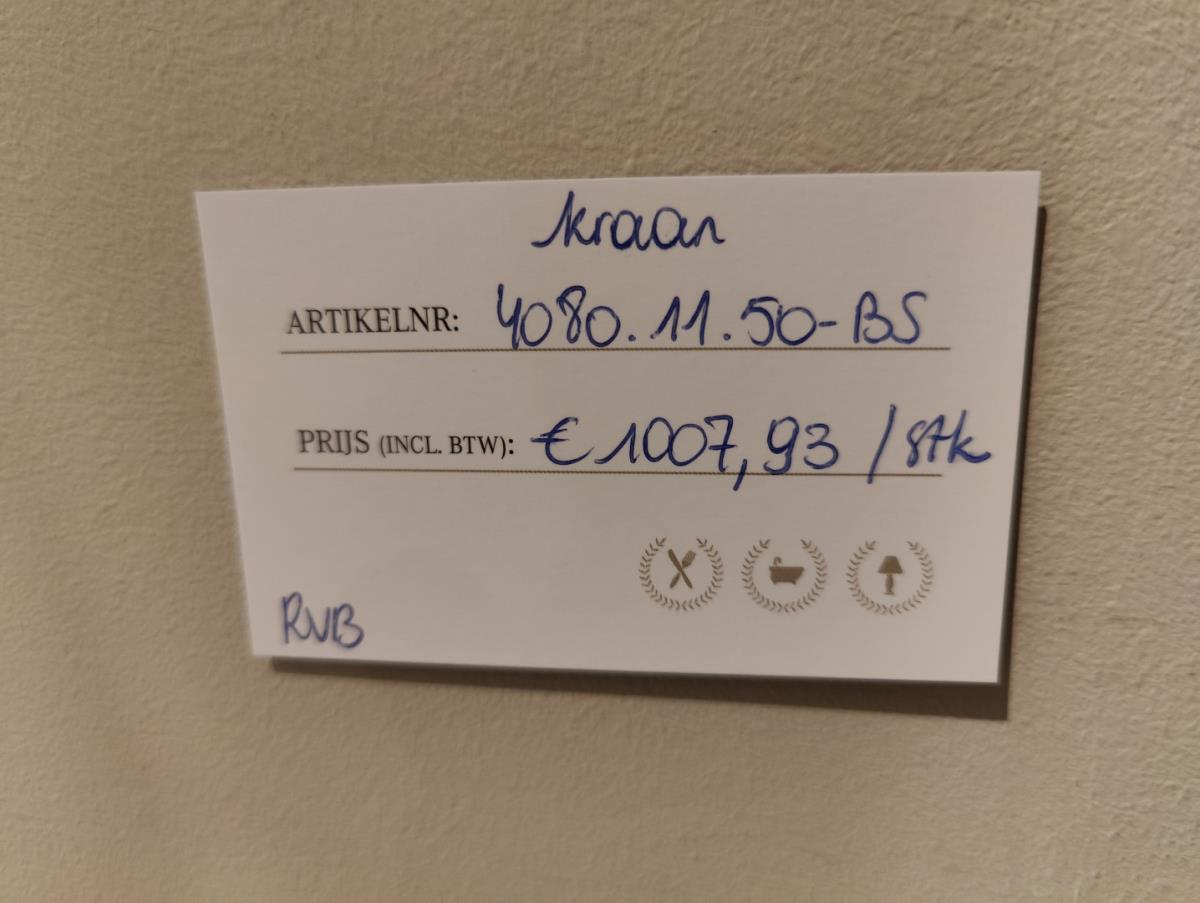 kraan
ARTIKELNR: 4080.11.50-BS
PRIJS (INCL. BTW): € 1007,93 /stk
RVB